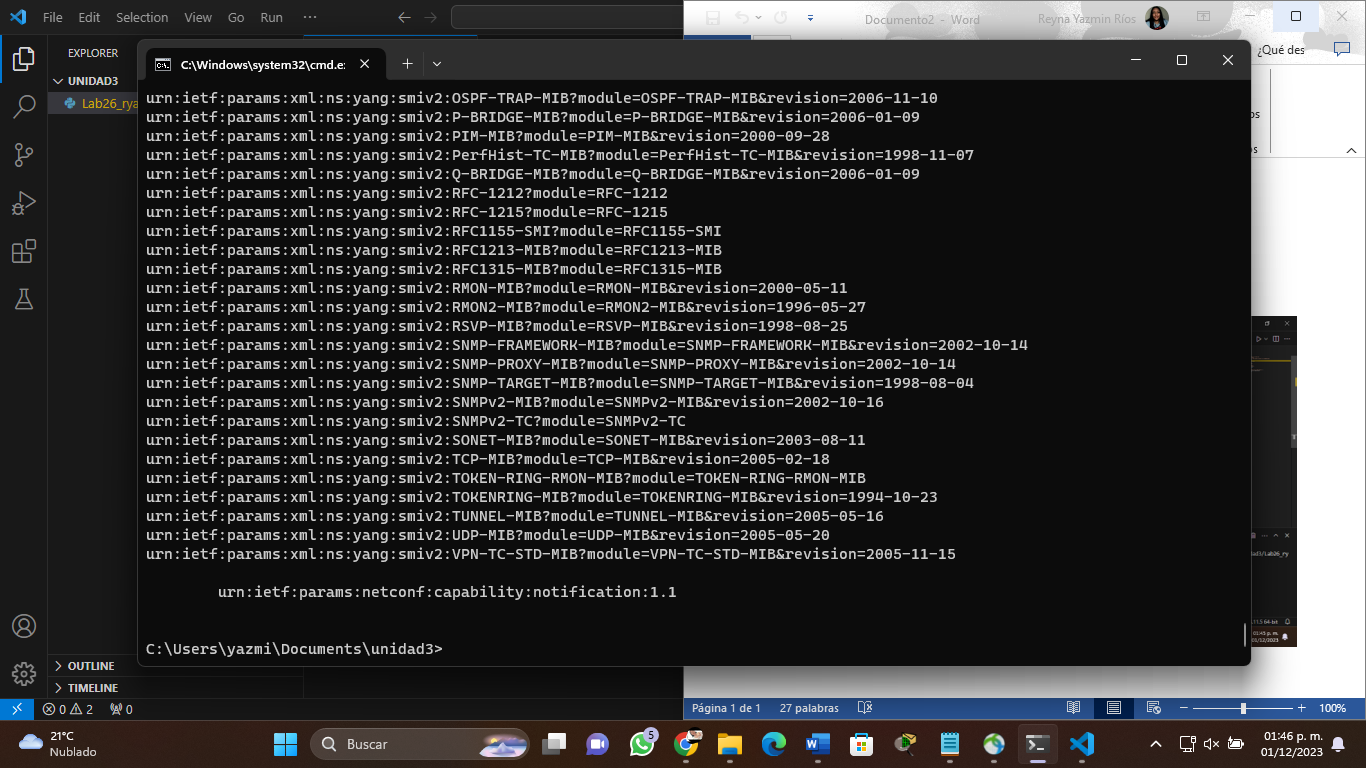 File Edit Selection View Go Run ···
Documento2 - Word
Reyna Yazmin Ríos
EXPLORER
¿Qué des
UNIDAD3
Lab26_rya
C:\Windows\system32\cmd.e:
urn:ietf:params:xml:ns:yang:smiv2:OSPF-TRAP-MIB?module=OSPF-TRAP-MIB&revision=2006-11-10
urn:ietf:params:xml:ns:yang:smiv2:P-BRIDGE-MIB?module=P-BRIDGE-MIB&revision=2006-01-09
urn:ietf:params:xml:ns:yang:smiv2:PIM-MIB?module=PIM-MIB&revision=2000-09-28
urn:ietf:params:xml:ns:yang:smiv2:PerfHist-TC-MIB?module=PerfHist-TC-MIB&revision=1998-11-07
urn:ietf:params:xml:ns:yang:smiv2:Q-BRIDGE-MIB?module=Q-BRIDGE-MIB&revision=2006-01-09
urn:ietf:params:xml:ns:yang:smiv2:RFC-1212?module=RFC-1212
urn:ietf:params:xml:ns:yang:smiv2:RFC-1215?module=RFC-1215
urn:ietf:params:xml:ns:yang:smiv2:RFC1155-SMI?module=RFC1155-SMI
urn:ietf:params:xml:ns:yang:smiv2:RFC1213-MIB?module=RFC1213-MIB
urn:ietf:params:xml:ns:yang:smiv2:RFC1315-MIB?module=RFC1315-MIB
urn:ietf:params:xml:ns:yang:smiv2:RMON-MIB?module=RMON-MIB&revision=2000-05-11
urn:ietf:params:xml:ns:yang:smiv2:RMON2-MIB?module=RMON2-MIB&revision=1996-05-27
urn:ietf:params:xml:ns:yang:smiv2:RSVP-MIB?module=RSVP-MIB&revision=1998-08-25
urn:ietf:params:xml:ns:yang:smiv2:SNMP-FRAMEWORK-MIB?module=SNMP-FRAMEWORK-MIB&revision=2002-10-14
urn:ietf:params:xml:ns:yang:smiv2:SNMP-PROXY-MIB?module=SNMP-PROXY-MIB&revision=2002-10-14
urn:ietf:params:xml:ns:yang:smiv2:SNMP-TARGET-MIB?module=SNMP-TARGET-MIB&revision=1998-08-04
urn:ietf:params:xml:ns:yang:smiv2:SNMPv2-MIB?module=SNMPv2-MIB&revision=2002-10-16
urn:ietf:params:xml:ns:yang:smiv2:SNMPv2-TC?module=SNMPv2-TC
urn:ietf:params:xml:ns:yang:smiv2:SONET-MIB?module=SONET-MIB&revision=2003-08-11
urn:ietf:params:xml:ns:yang:smiv2:TCP-MIB?module=TCP-MIB&revision=2005-02-18
urn:ietf:params:xml:ns:yang:smiv2:TOKEN-RING-RMON-MIB?module=TOKEN-RING-RMON-MIB
urn:ietf:params:xml:ns:yang:smiv2:TOKENRING-MIB?module=TOKENRING-MIB&revision=1994-10-23
urn:ietf:params:xml:ns:yang:smiv2:TUNNEL-MIB?module=TUNNEL-MIB&revision=2005-05-16
urn:ietf:params:xml:ns:yang:smiv2:UDP-MIB?module=UDP-MIB&revision=2005-05-20
urn:ietf:params:xml:ns:yang:smiv2:VPN-TC-STD-MIB?module=VPN-TC-STD-MIB&revision=2005-11-15
urn:ietf:params:netconf:capability:notification:1.1
C:\Users\yazmi\Documents\unidad3>
OUTLINE
TIMELINE
0 2 0
Página 1 de 1 27 palabras
100%
21°C
Nublado
Buscar
5
01:46 p. m.
01/12/2023